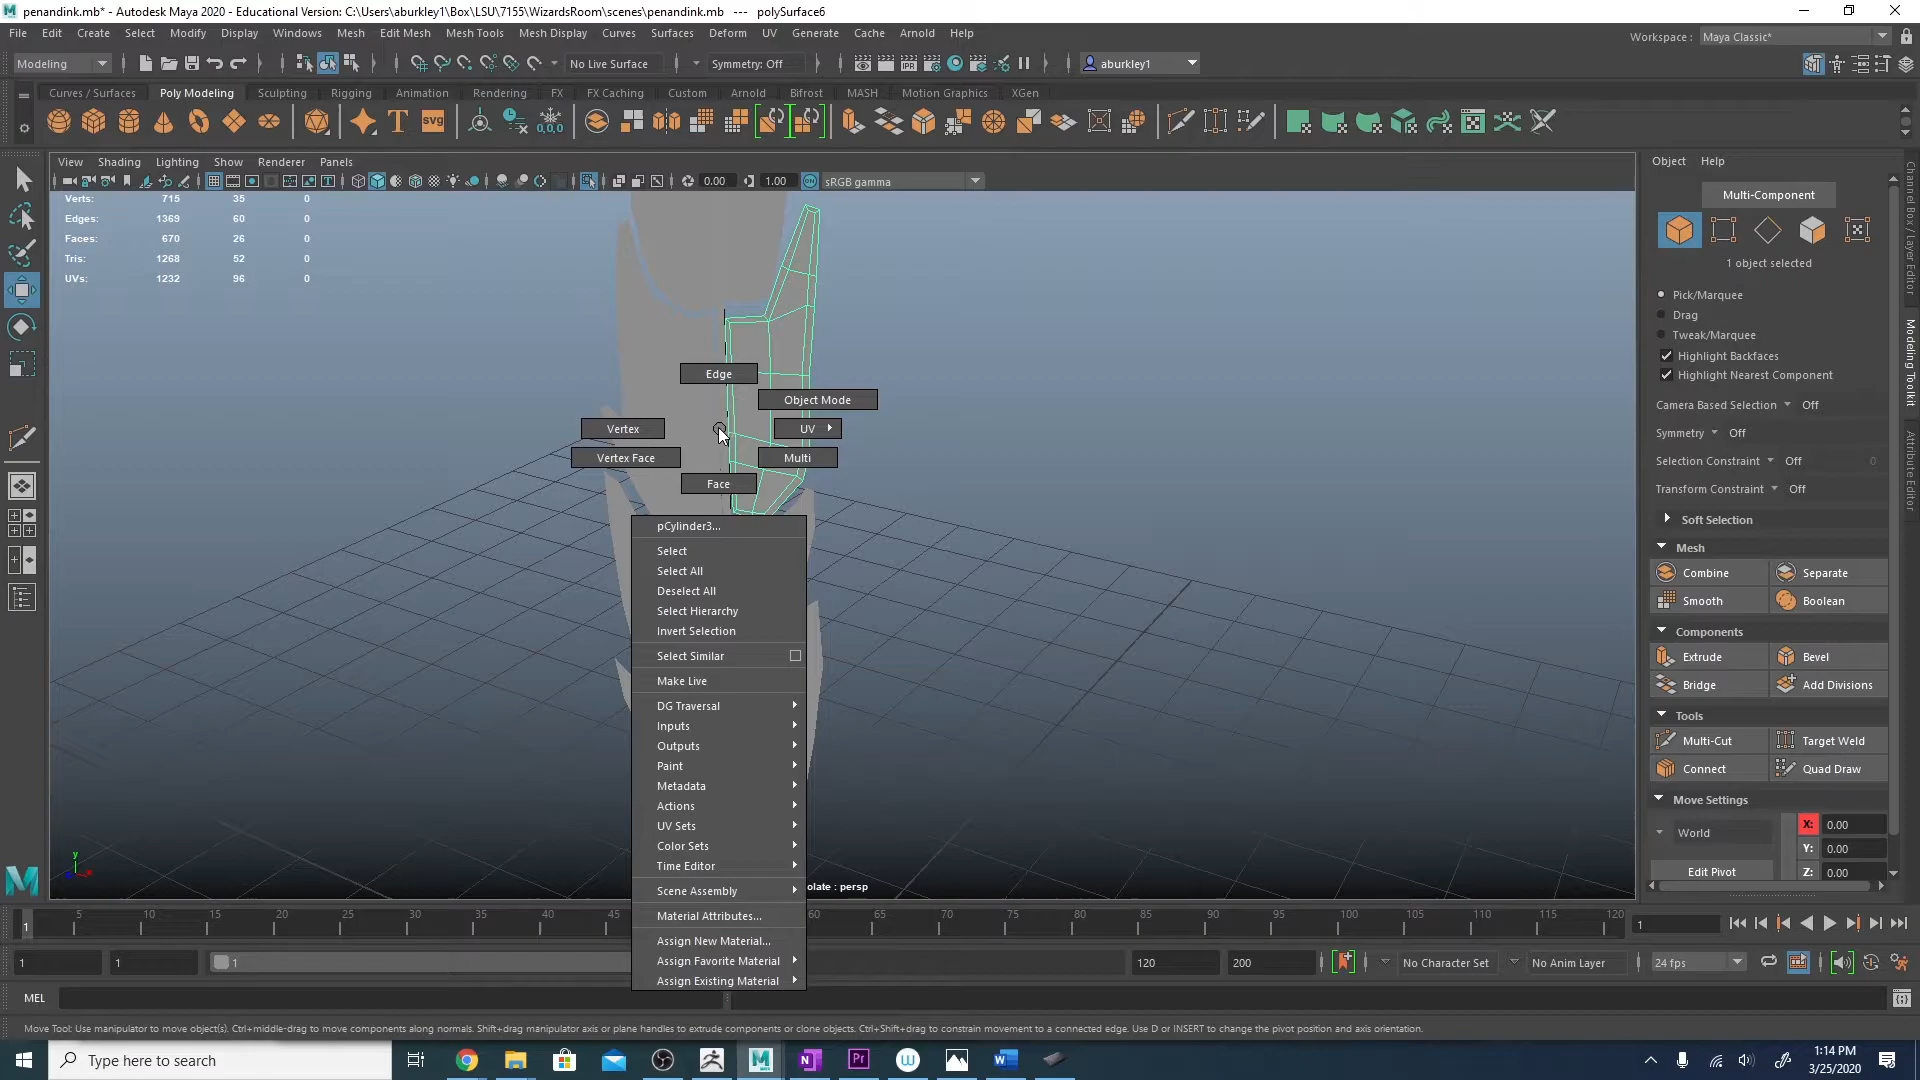 penandink.mb* - Autodesk Maya 2020 - Educational Version: C:\Users\aburkley1\Box\LSU\7155\WizardsRoom\scenes\penandink.mb --- polySurface6
File Edit Create Select Modify Display Windows Mesh Edit Mesh Mesh Tools Mesh Display Curves Surfaces Deform UV Generate Cache Arnold Help
Workspace : Maya Classic*
Modeling No Live Surface Symmetry: Off IPR aburkley1
Curves / Surfaces Poly Modeling Sculpting Rigging Animation Rendering FX FX Caching Custom Arnold Bifrost MASH Motion Graphics XGen
T svg 0,0,0
View Shading Lighting Show Renderer Panels
0.00 1.00 sRGB gamma
Verts: 715 35 0
Edges: 1369 60 0
Faces: 670 26 0
Tris: 1268 52 0
UVs: 1232 96 0
Edge
Object Mode
Vertex UV
Vertex Face Multi
Face
pCylinder3...
Select
Select All
Deselect All
Select Hierarchy
Invert Selection
Select Similar
Make Live
DG Traversal
Inputs
Outputs
Paint
Metadata
Actions
UV Sets
Color Sets
Time Editor
Scene Assembly
Material Attributes...
Assign New Material...
Assign Favorite Material
Assign Existing Material
y
olate : persp
Object Help
Multi-Component
1 object selected
Pick/Marquee
Drag
Tweak/Marquee
Highlight Backfaces
Highlight Nearest Component
Camera Based Selection Off
Symmetry Off
Selection Constraint Off 0
Transform Constraint Off
Soft Selection
Mesh
Combine Separate
Smooth Boolean
Components
Extrude Bevel
Bridge Add Divisions
Tools
Multi-Cut Target Weld
Connect Quad Draw
Move Settings
World X: 0.00
Y: 0.00
Edit Pivot Z: 0.00
Channel Box / Layer Editor
Modeling Toolkit
Attribute Editor
1 5 10 15 20 25 30 35 40 45 60 65 70 75 80 85 90 95 100 105 110 115 120 1
1 1 1 120 200 No Character Set No Anim Layer 24 fps
MEL
Move Tool: Use manipulator to move object(s). Ctrl+middle-drag to move components along normals. Shift+drag manipulator axis or plane handles to extrude components or clone objects. Ctrl+Shift+drag to constrain movement to a connected edge. Use D or INSERT to change the pivot position and axis orientation.
Type here to search
1:14 PM
3/25/2020